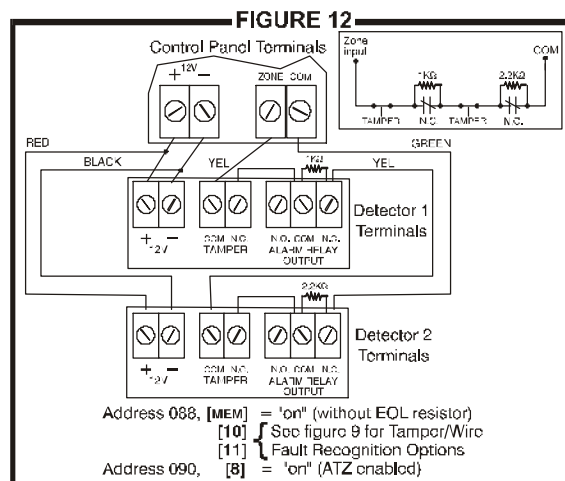 FIGURE 12
Control Panel Terminals
+ 12V −
ZONE COM
Zone
input
COM
1KΩ
2.2KΩ
TAMPER N.C. TAMPER N.C.
RED
GREEN
BLACK
YEL
1KΩ
YEL
Detector 1
Terminals
+ −
12V
COM N.C.
TAMPER
N.O. COM N.C.
ALARM RELAY
OUTPUT
2.2KΩ
Detector 2
Terminals
+ −
12V
COM N.C.
TAMPER
N.O. COM N.C.
ALARM RELAY
OUTPUT
Address 088, [MEM] = "on" (without EOL resistor)
[10] { See figure 9 for Tamper/Wire
[11] Fault Recognition Options
Address 090, [8] = "on" (ATZ enabled)